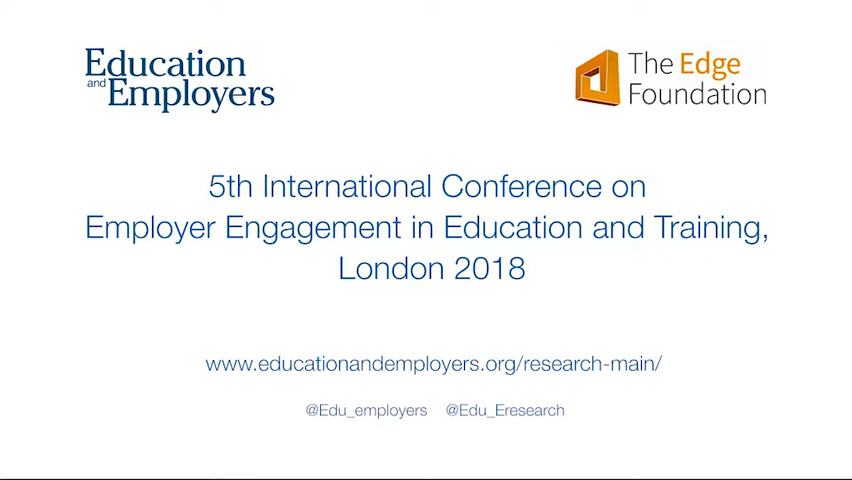 Education
and Employers
The Edge
Foundation
5th International Conference on
Employer Engagement in Education and Training,
London 2018
www.educationandemployers.org/research-main/
@Edu_employers @Edu_Eresearch